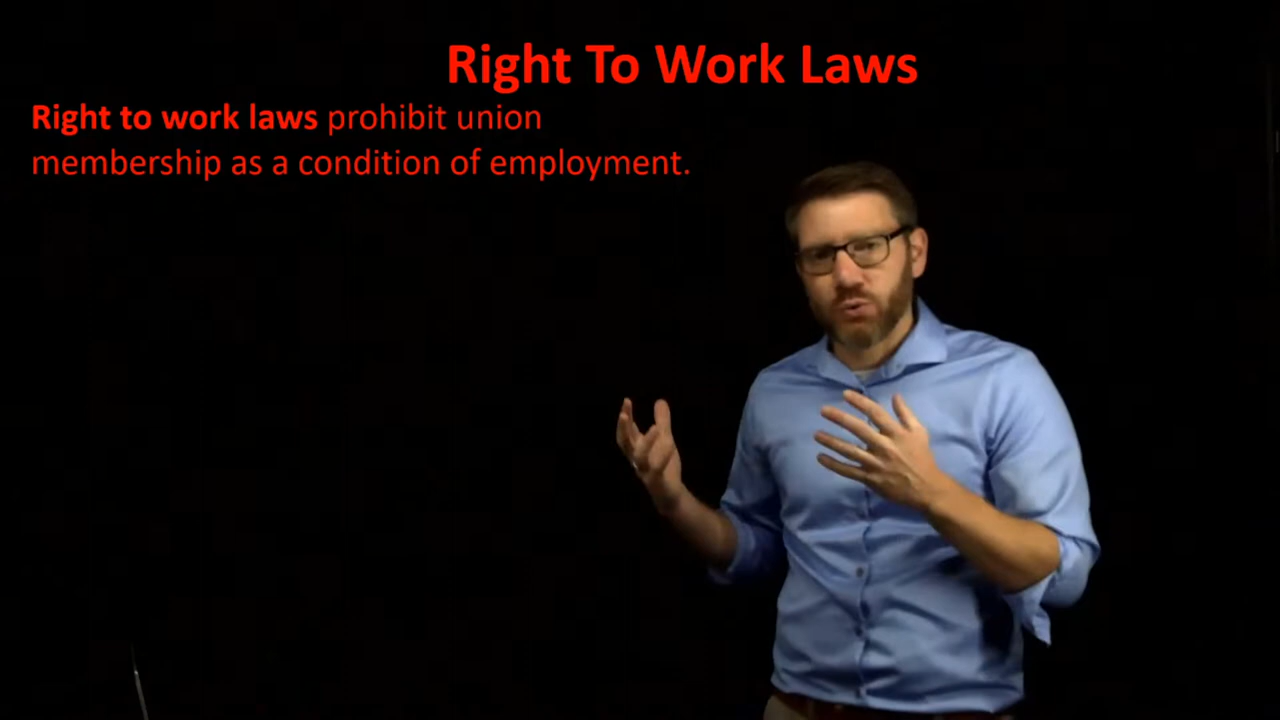 Right To Work Laws
Right to work laws prohibit union
membership as a condition of employment.